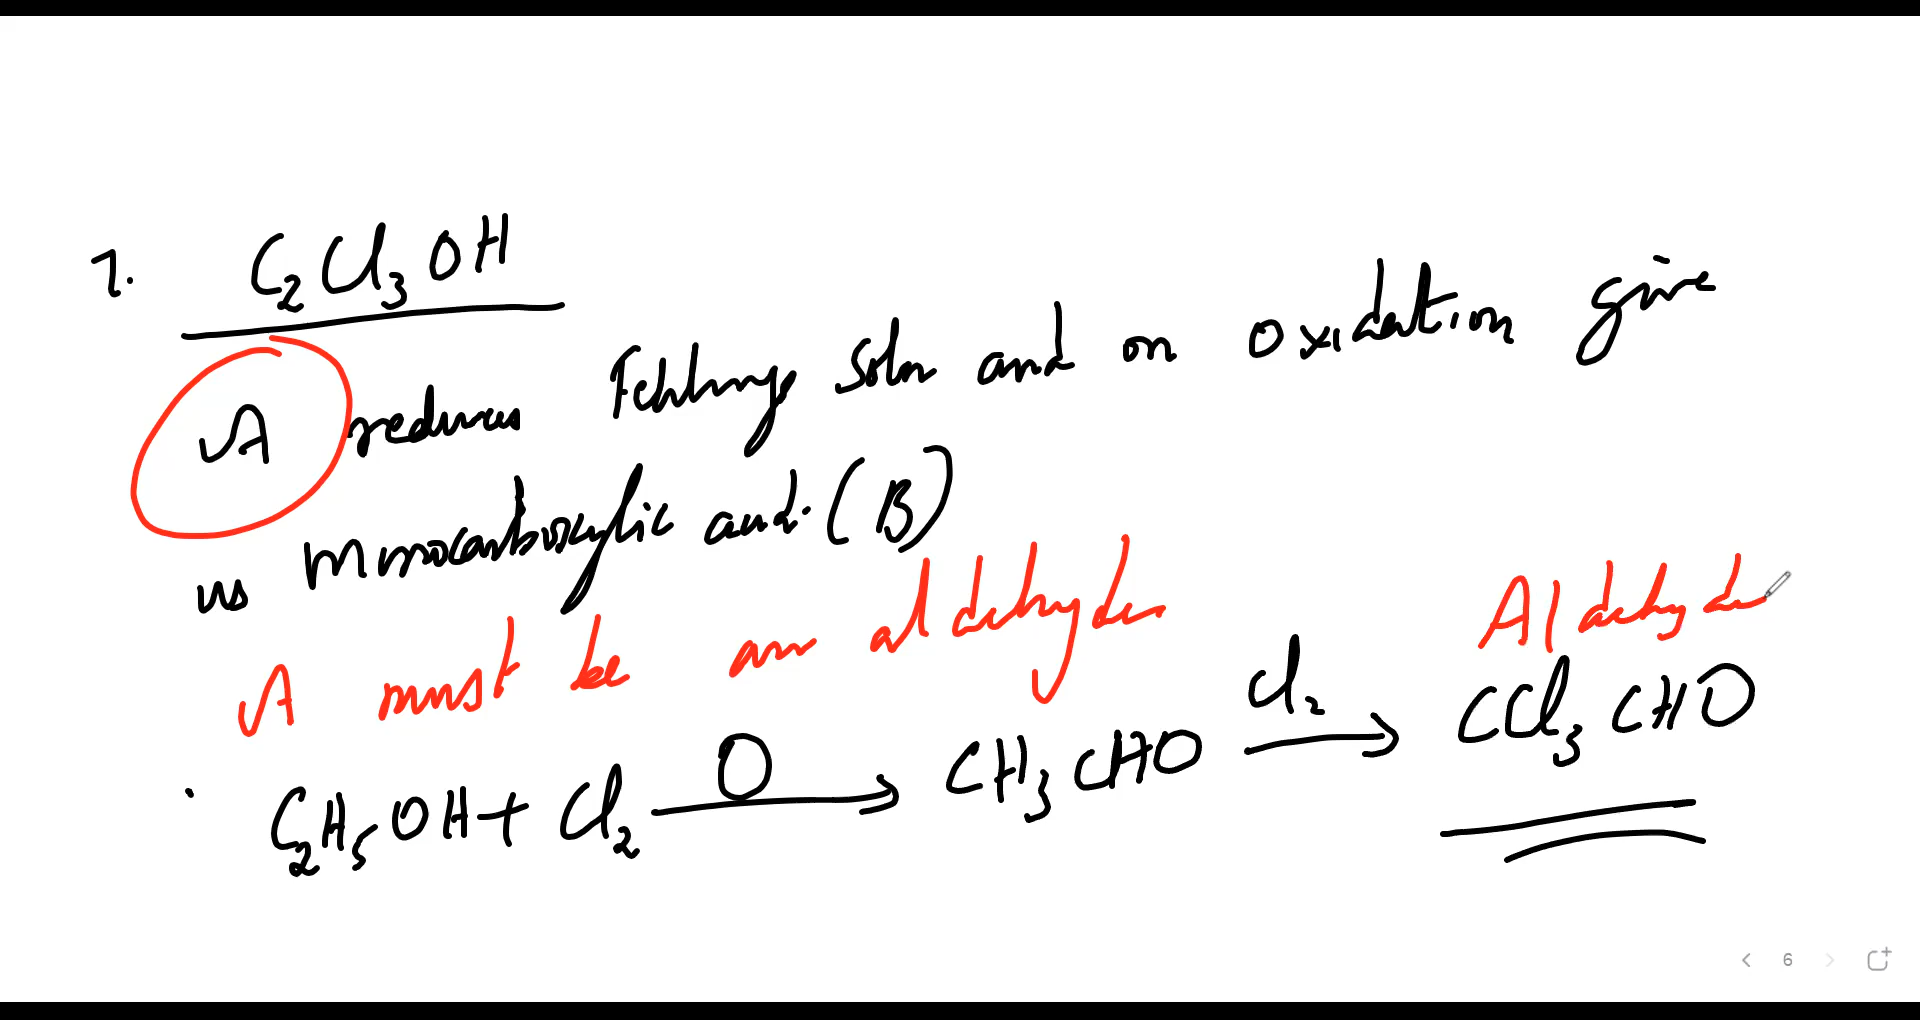 7. C₂Cl₃OH
A reduces Fehlings soln and on oxidation give
us Monocarboxylic acid. (B)
A must be an aldehyde
Aldehyde
C₂H₅OH + Cl₂ —O→ CH₃CHO —Cl₂→ CCl₃CHO
6